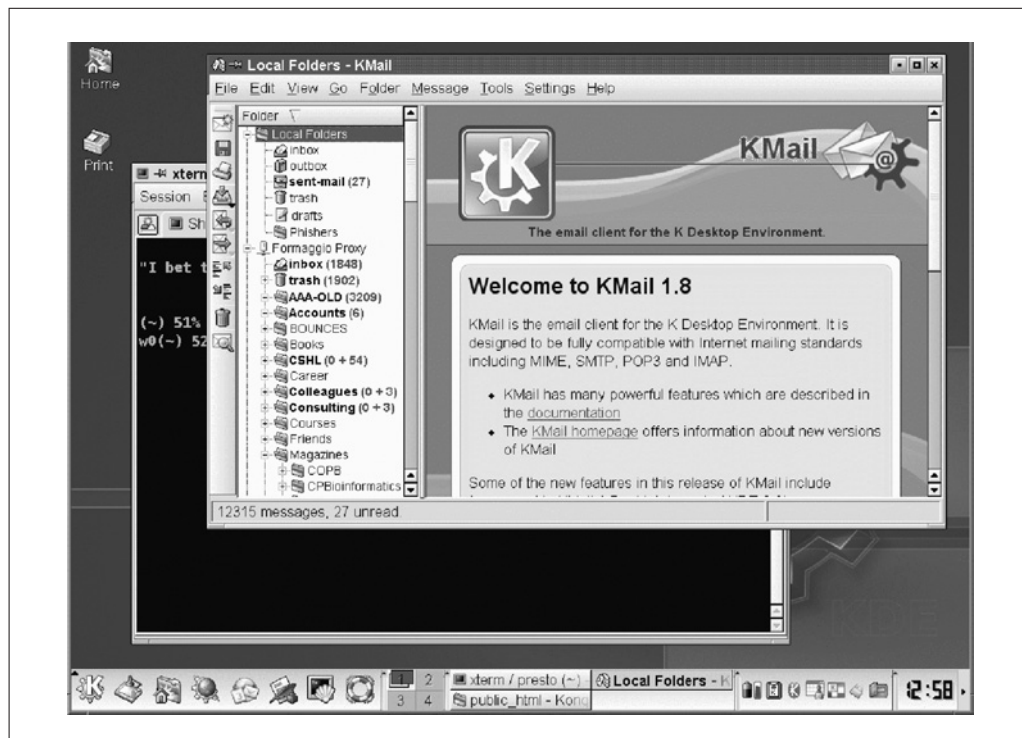 Home
Print
Local Folders - KMail
File Edit View Go Folder Message Tools Settings Help
xterm
Session
Sh
"I bet t
(~) 51%
w0(~) 52
Folder
Local Folders
inbox
outbox
sent-mail (27)
trash
drafts
Phishers
Formaggio Proxy
inbox (1848)
trash (1902)
AAA-OLD (3209)
Accounts (6)
BOUNCES
Books
CSHL (0 + 54)
Career
Colleagues (0 + 3)
Consulting (0 + 3)
Courses
Friends
Magazines
COPB
CPBioinformatics
KMail
The email client for the K Desktop Environment.
Welcome to KMail 1.8
KMail is the email client for the K Desktop Environment. It is
designed to be fully compatible with Internet mailing standards
including MIME, SMTP, POP3 and IMAP.
• KMail has many powerful features which are described in
the documentation
• The KMail homepage offers information about new versions
of KMail
Some of the new features in this release of KMail include
12315 messages, 27 unread.
KDE
1 2
3 4
xterm / presto (~) -
public_html - Kong
Local Folders - K
12:58